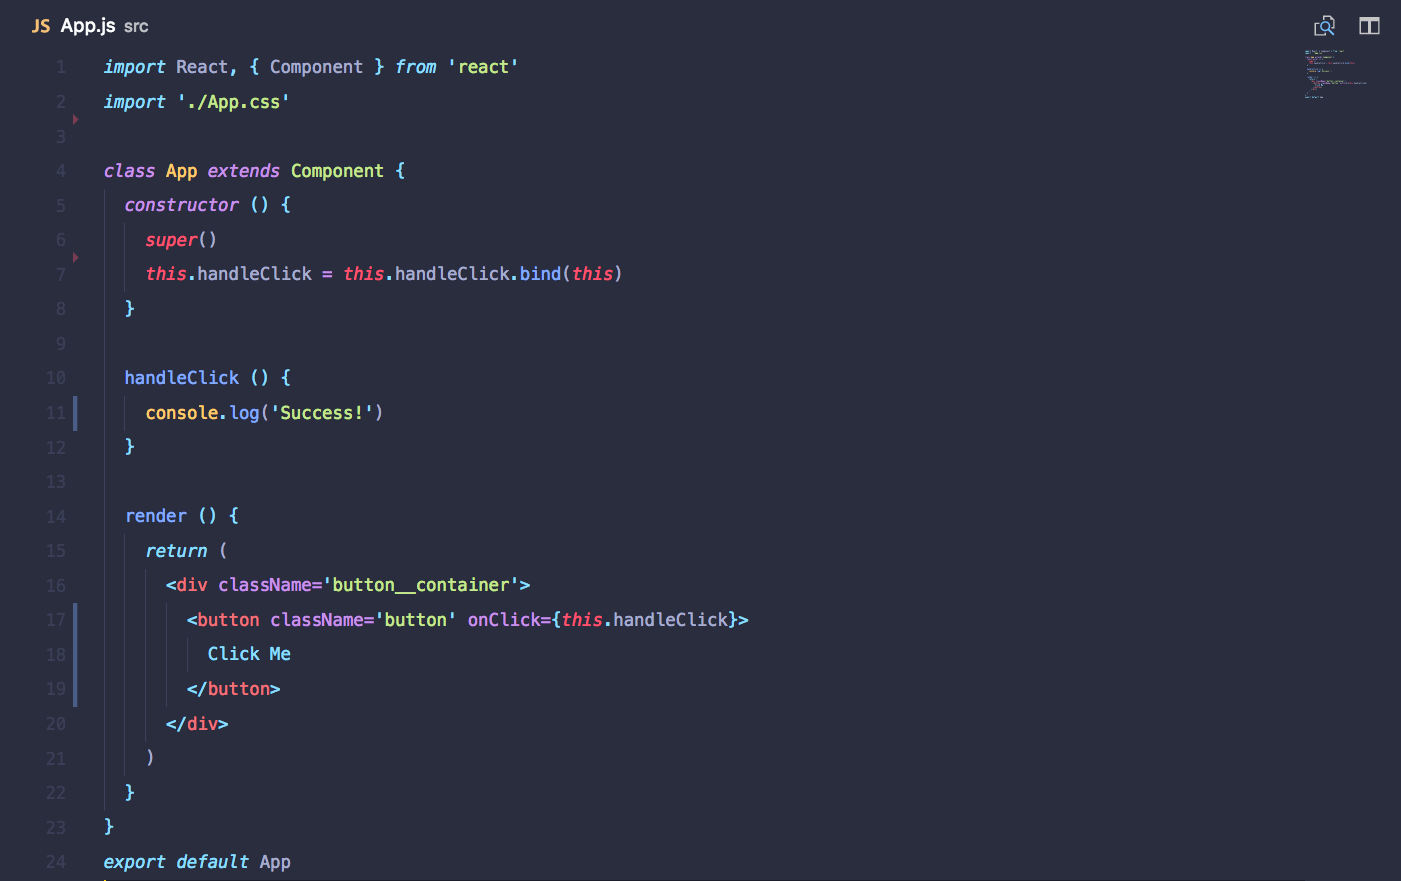 JS App.js src
1 import React, { Component } from 'react'
2 import './App.css'
3
4 class App extends Component {
5 constructor () {
6 super()
7 this.handleClick = this.handleClick.bind(this)
8 }
9
10 handleClick () {
11 console.log('Success!')
12 }
13
14 render () {
15 return (
16 <div className='button__container'>
17 <button className='button' onClick={this.handleClick}>
18 Click Me
19 </button>
20 </div>
21 )
22 }
23 }
24 export default App